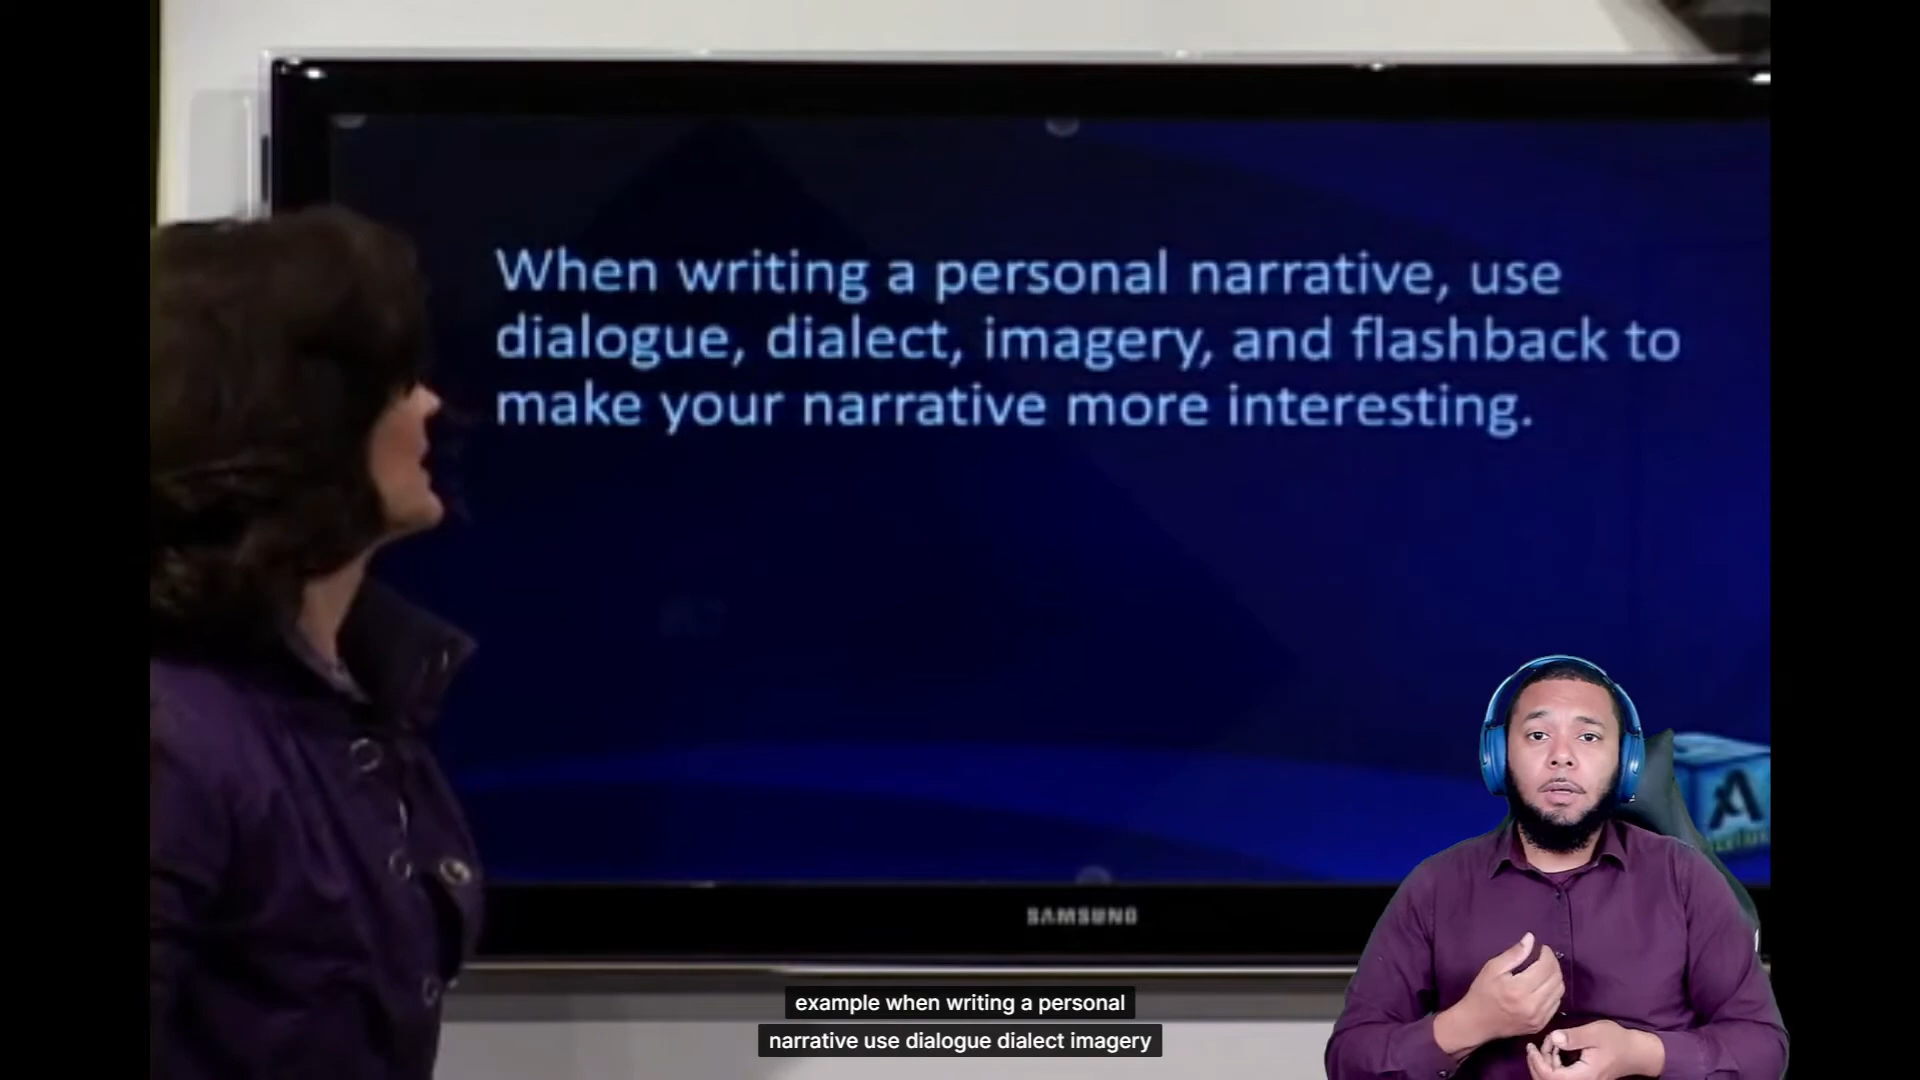 When writing a personal narrative, use
dialogue, dialect, imagery, and flashback to
make your narrative more interesting.
A
SAMSUNG
example when writing a personal
narrative use dialogue dialect imagery